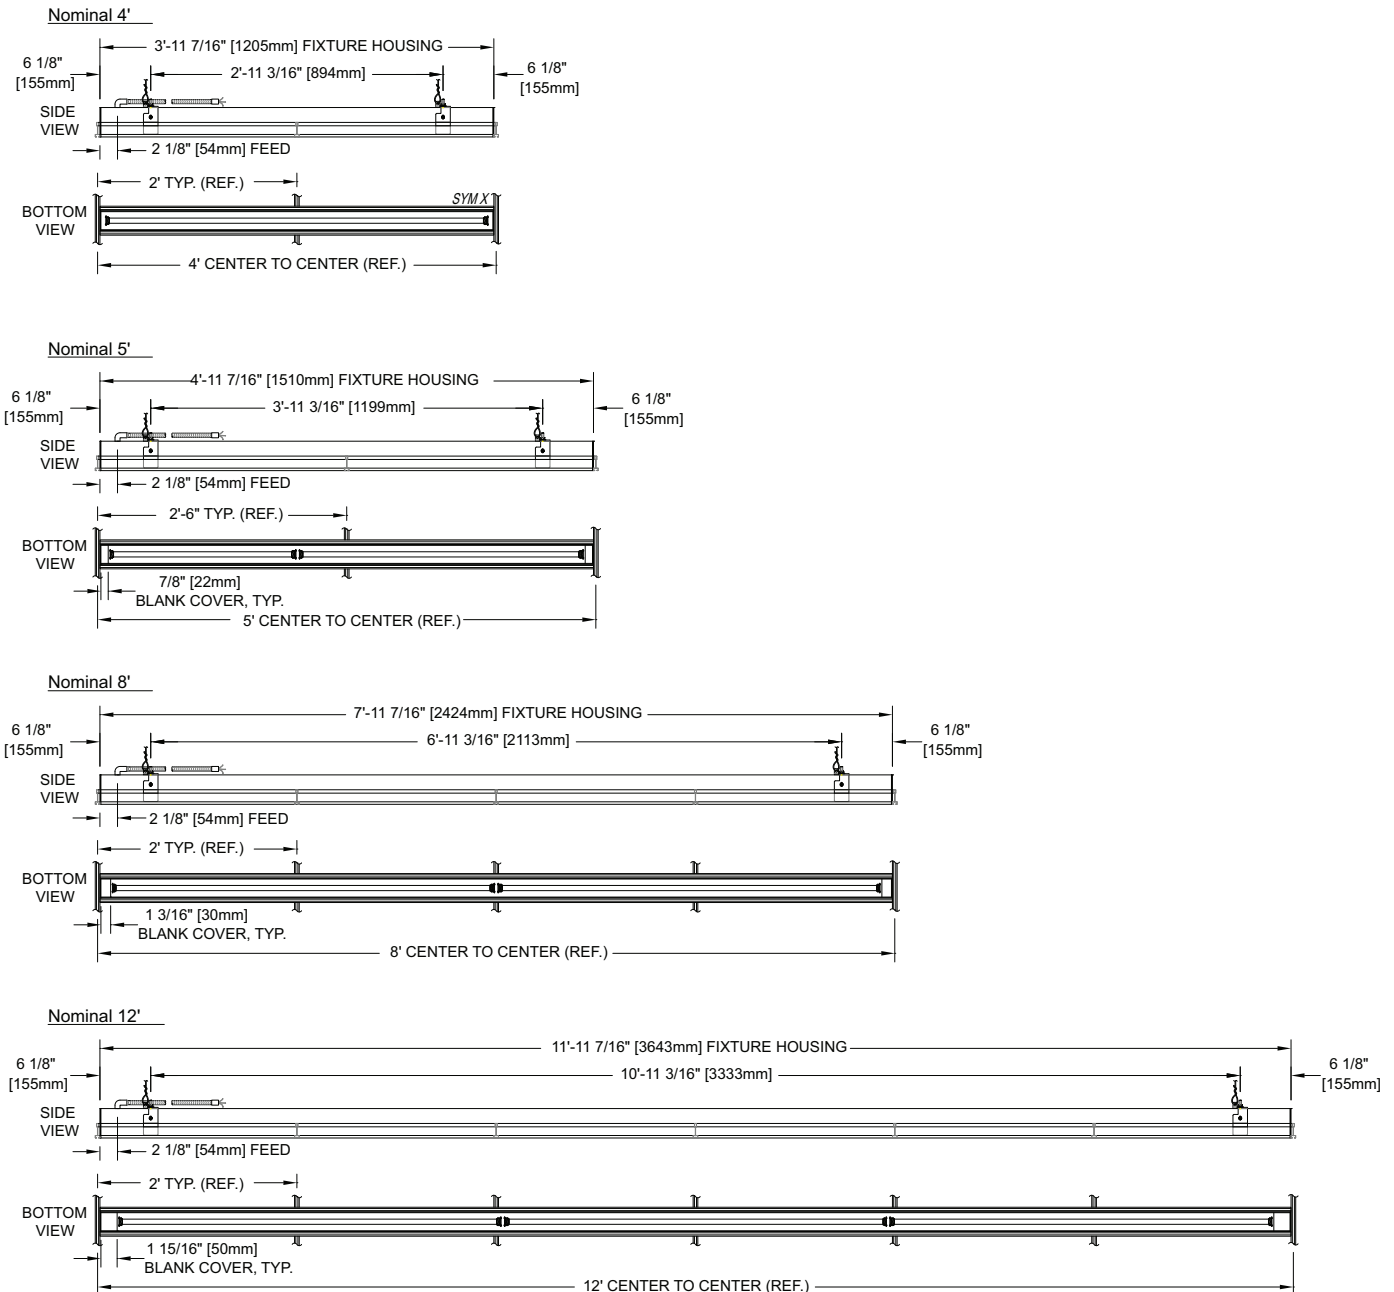 Nominal 4'
3'-11 7/16" [1205mm] FIXTURE HOUSING
6 1/8"
[155mm]
2'-11 3/16" [894mm]
6 1/8"
[155mm]
SIDE
VIEW
2 1/8" [54mm] FEED
2' TYP. (REF.)
SYM X
BOTTOM
VIEW
4' CENTER TO CENTER (REF.)
Nominal 5'
4'-11 7/16" [1510mm] FIXTURE HOUSING
6 1/8"
[155mm]
3'-11 3/16" [1199mm]
6 1/8"
[155mm]
SIDE
VIEW
2 1/8" [54mm] FEED
2'-6" TYP. (REF.)
BOTTOM
VIEW
7/8" [22mm]
BLANK COVER, TYP.
5' CENTER TO CENTER (REF.)
Nominal 8'
7'-11 7/16" [2424mm] FIXTURE HOUSING
6 1/8"
[155mm]
6'-11 3/16" [2113mm]
6 1/8"
[155mm]
SIDE
VIEW
2 1/8" [54mm] FEED
2' TYP. (REF.)
BOTTOM
VIEW
1 3/16" [30mm]
BLANK COVER, TYP.
8' CENTER TO CENTER (REF.)
Nominal 12'
11'-11 7/16" [3643mm] FIXTURE HOUSING
6 1/8"
[155mm]
10'-11 3/16" [3333mm]
6 1/8"
[155mm]
SIDE
VIEW
2 1/8" [54mm] FEED
2' TYP. (REF.)
BOTTOM
VIEW
1 15/16" [50mm]
BLANK COVER, TYP.
12' CENTER TO CENTER (REF.)